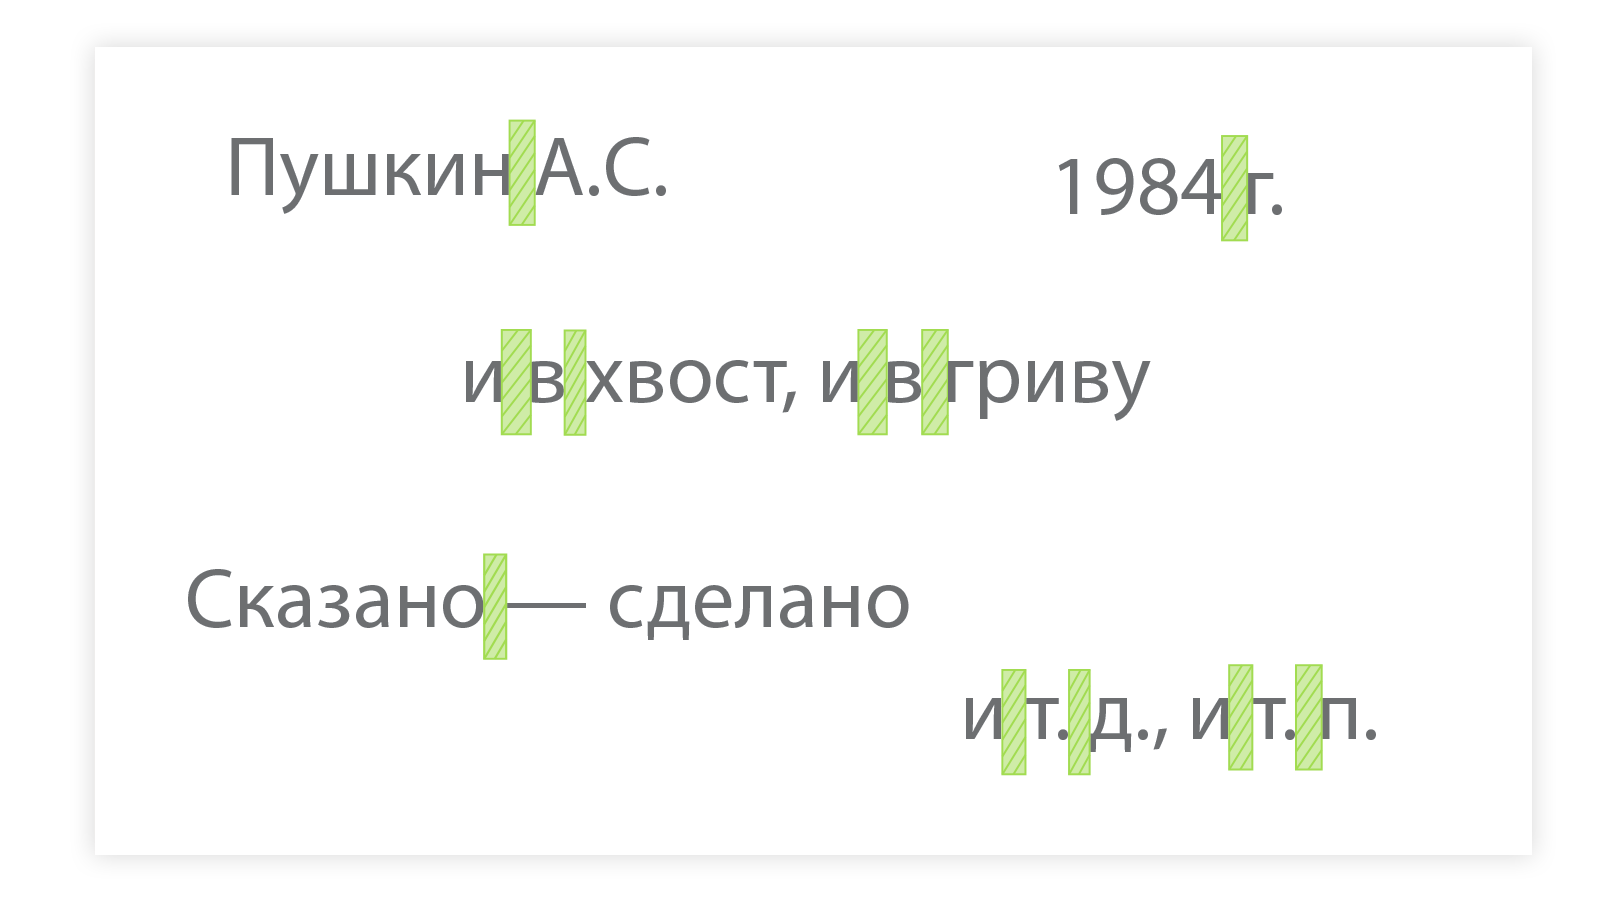 Пушкин А.С.
1984 г.
и в хвост, и в гриву
Сказано — сделано
и т. д., и т. п.